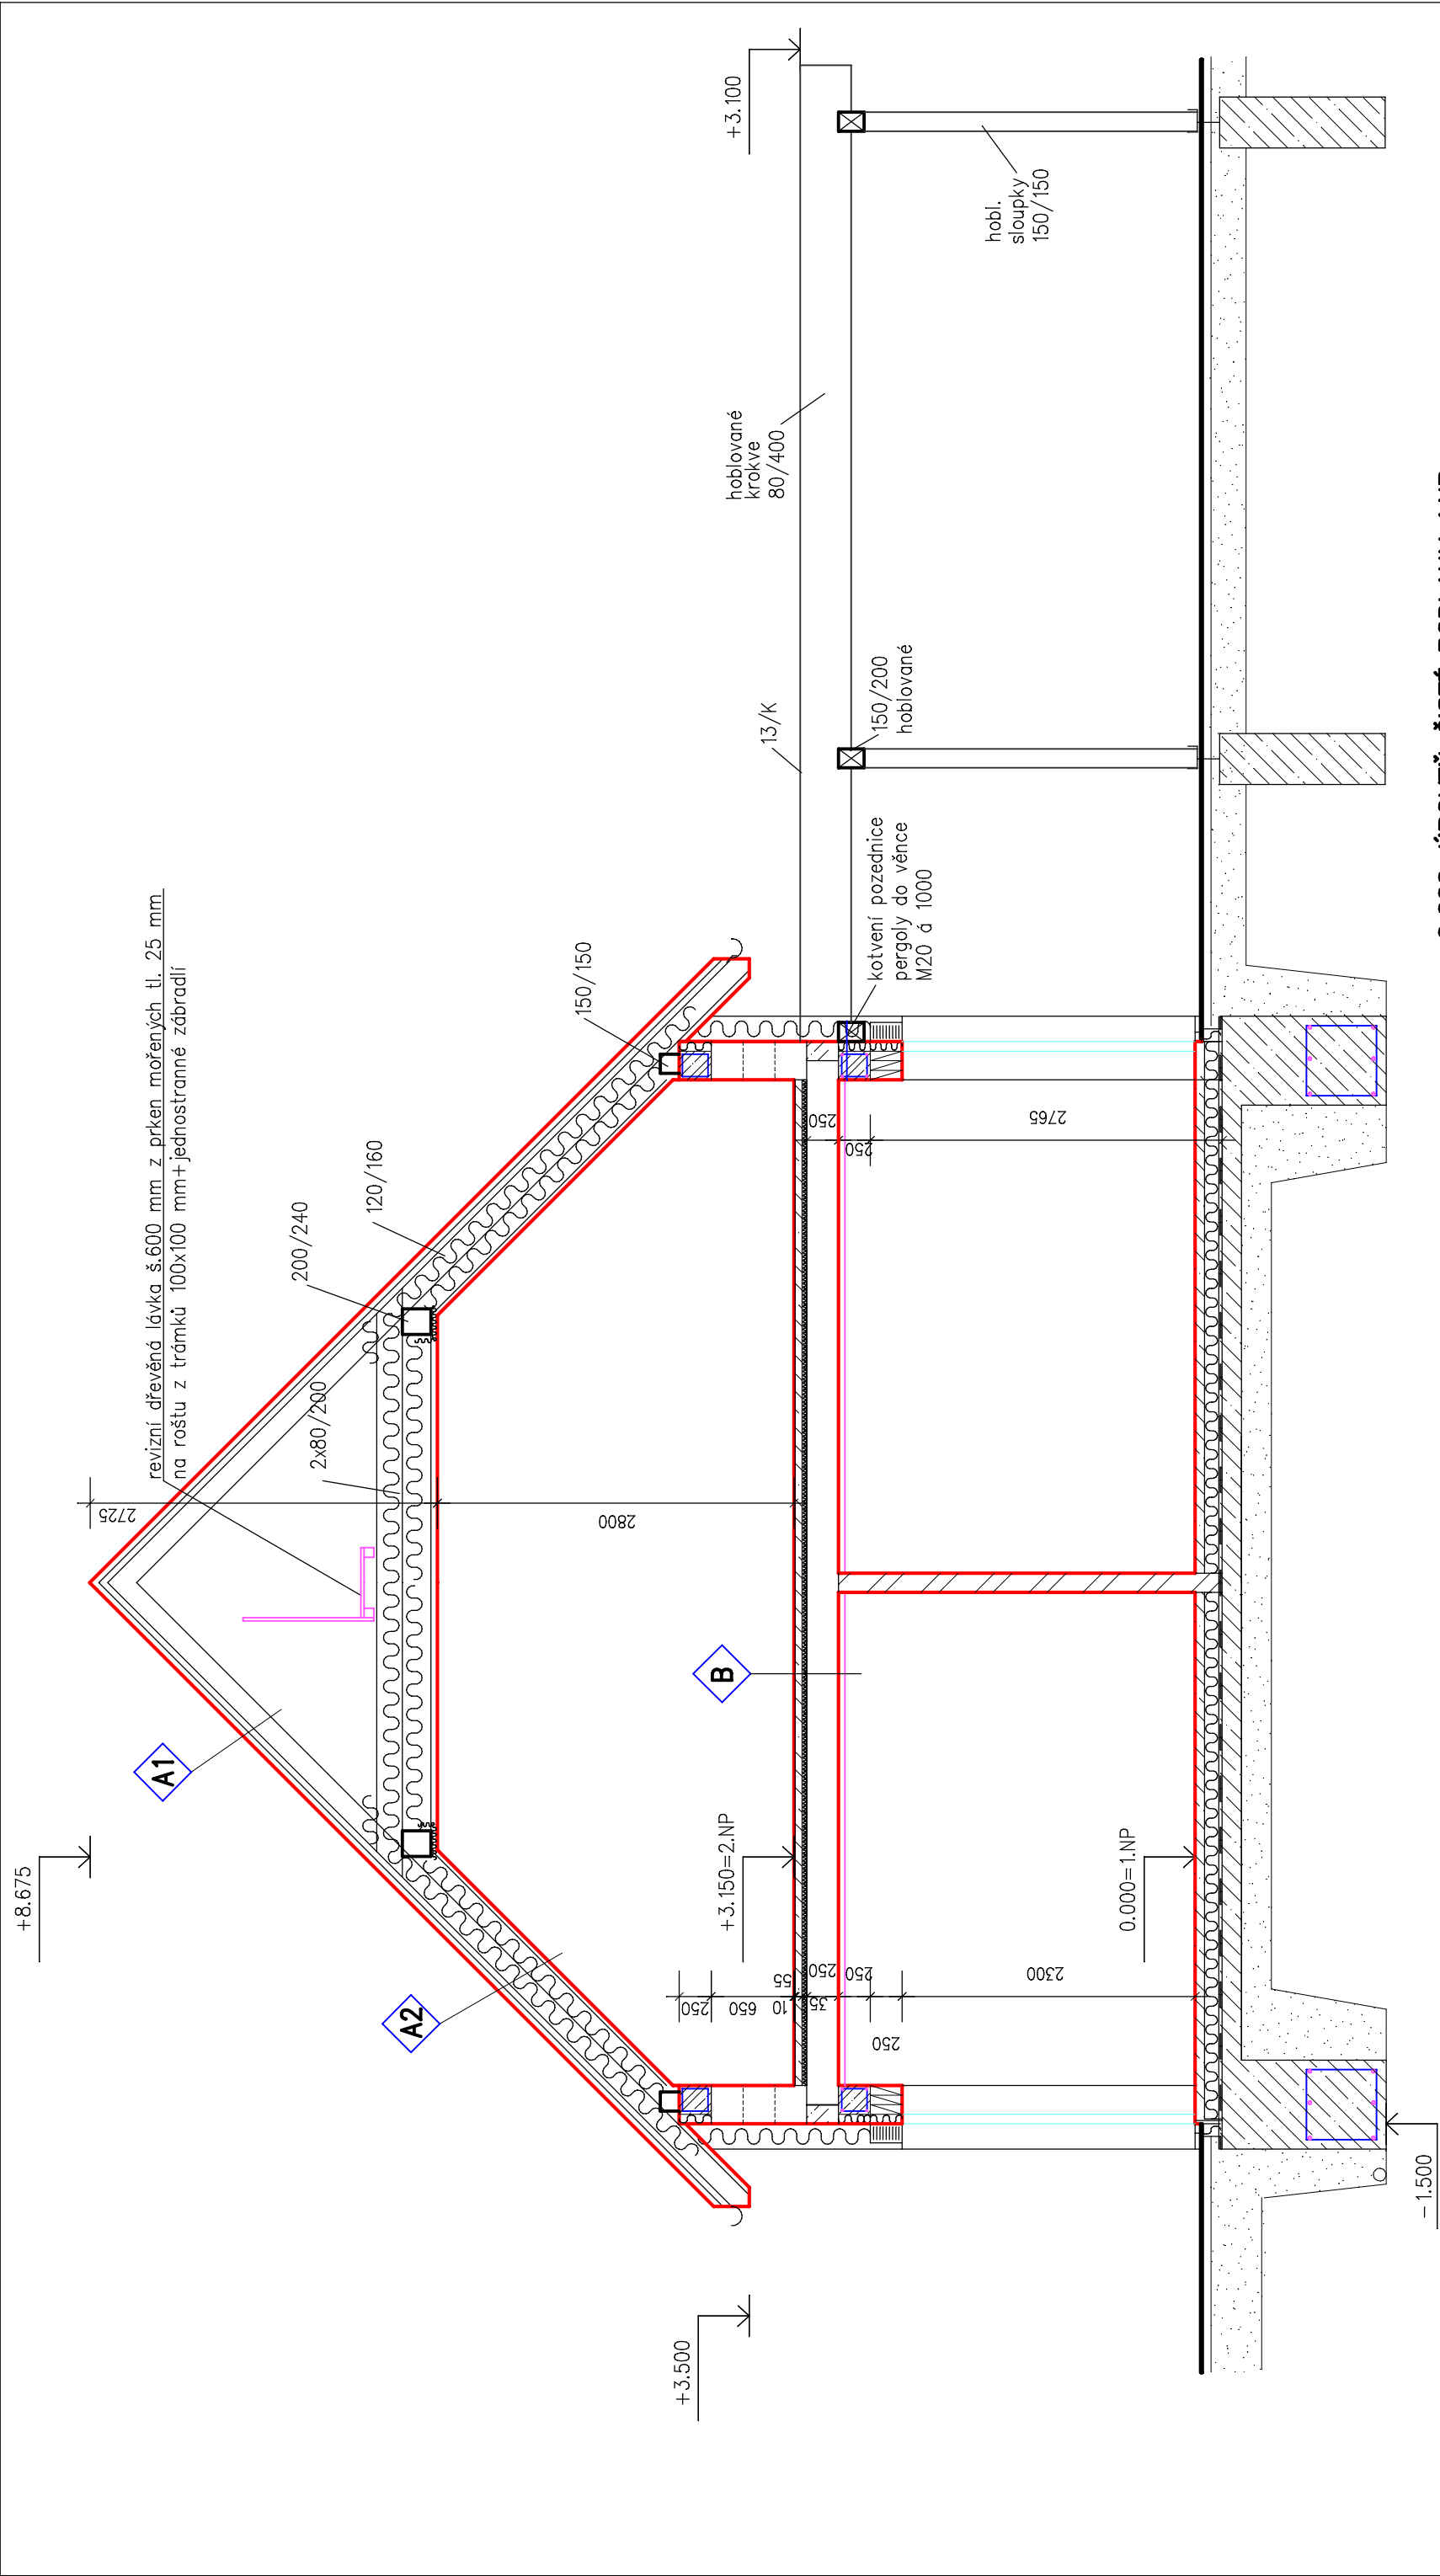 +8.675
A1
revizní dřevěná lávka š.600 mm z prken mořených tl. 25 mm
na roštu z trámků 100x100 mm+jednostranné zábradlí
2725
2x80/200
200/240
120/160
A2
2800
150/150
+3.500
250
650
10
55
+3.150=2.NP
B
13/K
hoblované
krokve
80/400
+3.100
35
250
250
250
250
250
150/200
hoblované
kotvení pozednice
pergoly do věnce
M20 á 1000
hobl.
sloupky
150/150
2300
2765
0.000=1.NP
-1.500